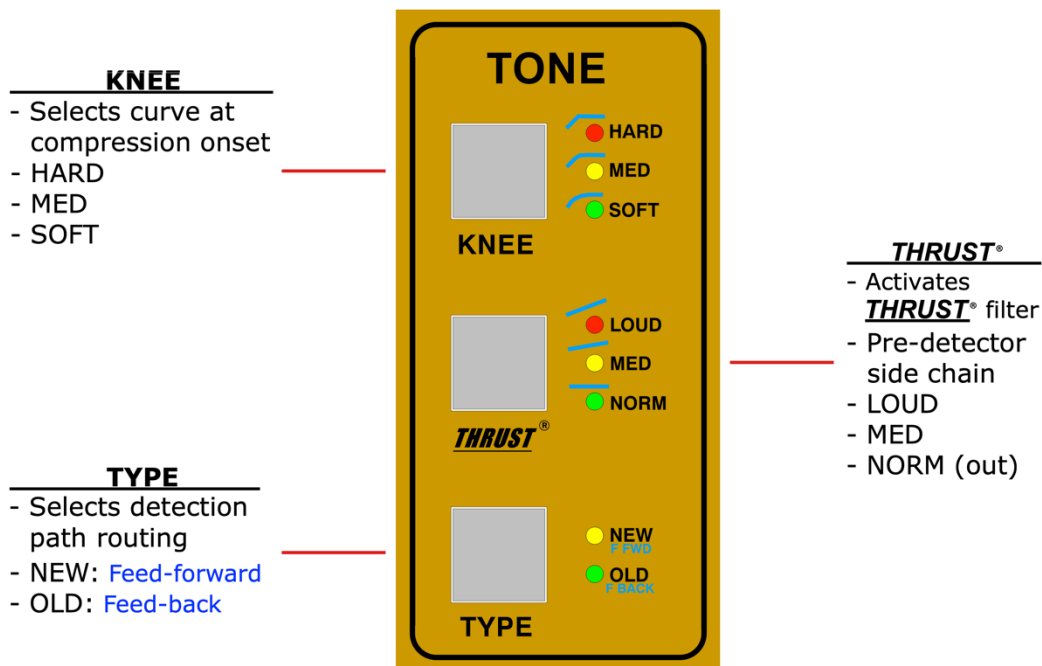 KNEE
- Selects curve at
compression onset
- HARD
- MED
- SOFT
TYPE
- Selects detection
path routing
- NEW: Feed-forward
- OLD: Feed-back
TONE
HARD
MED
SOFT
KNEE
LOUD
MED
NORM
THRUST®
NEW
F FWD
OLD
F BACK
TYPE
THRUST®
- Activates
THRUST® filter
- Pre-detector
side chain
- LOUD
- MED
- NORM (out)